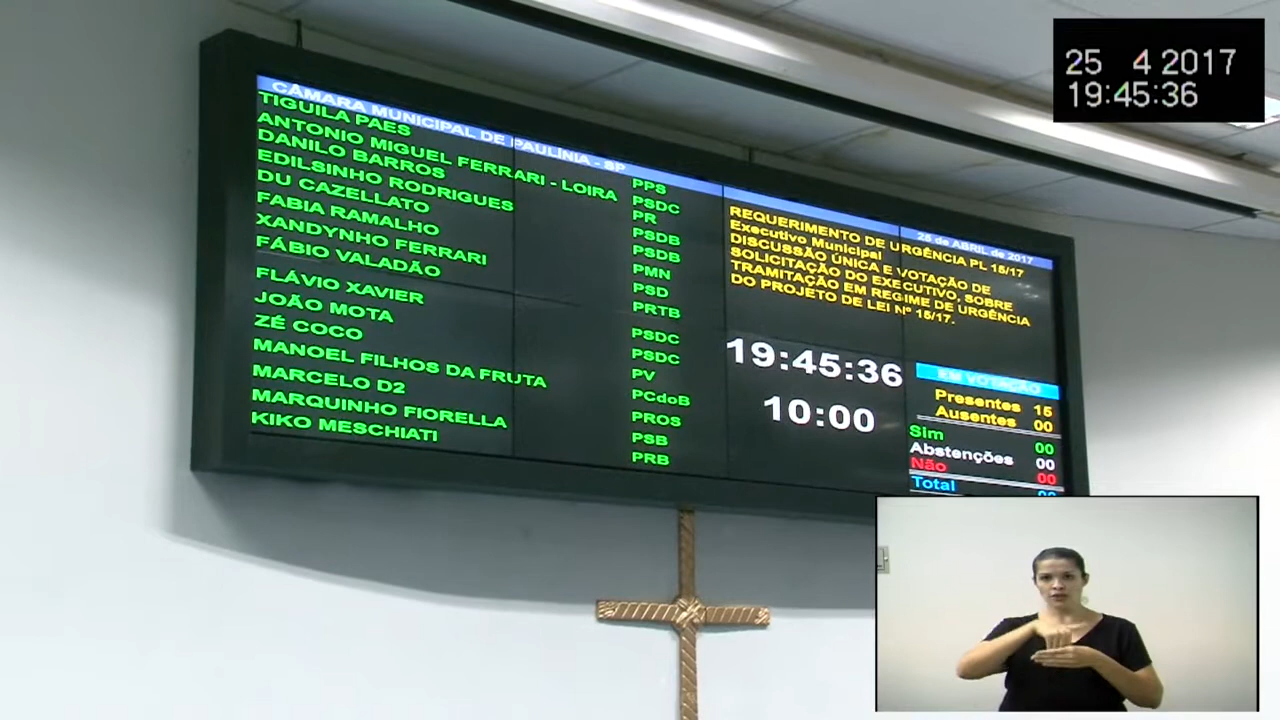 25 4 2017
19:45:36
CÂMARA MUNICIPAL DE PAULÍNIA - SP
25 de ABRIL de 2017
TIGUILA PAES PPS
ANTONIO MIGUEL FERRARI - LOIRA PSDC
DANILO BARROS PR
EDILSINHO RODRIGUES PSDB
DU CAZELLATO PSDB
FABIA RAMALHO PMN
XANDYNHO FERRARI PSD
FÁBIO VALADÃO PRTB
FLÁVIO XAVIER PSDC
JOÃO MOTA PSDC
ZÉ COCO PV
MANOEL FILHOS DA FRUTA PCdoB
MARCELO D2 PROS
MARQUINHO FIORELLA PSB
KIKO MESCHIATI PRB
REQUERIMENTO DE URGÊNCIA PL 15/17
Executivo Municipal
DISCUSSÃO ÚNICA E VOTAÇÃO DE
SOLICITAÇÃO DO EXECUTIVO, SOBRE
TRAMITAÇÃO EM REGIME DE URGÊNCIA
DO PROJETO DE LEI Nº 15/17.
19:45:36
10:00
EM VOTAÇÃO
Presentes 15
Ausentes 00
Sim 00
Abstenções 00
Não 00
Total 00